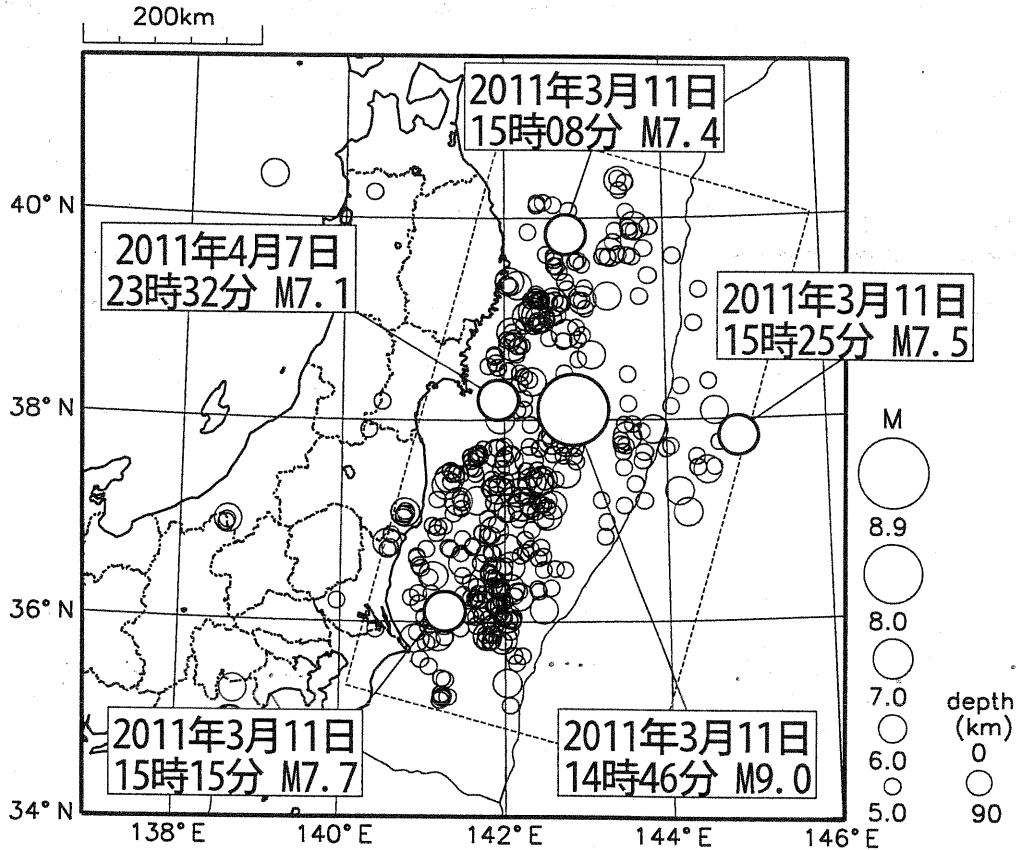 200km
2011年3月11日
15時08分 M7.4
40°N
2011年4月7日
23時32分 M7.1
2011年3月11日
15時25分 M7.5
38°N
M
8.9
8.0
36°N
7.0
depth
(km)
0
6.0
90
5.0
2011年3月11日
15時15分 M7.7
2011年3月11日
14時46分 M9.0
34°N
138°E
140°E
142°E
144°E
146°E